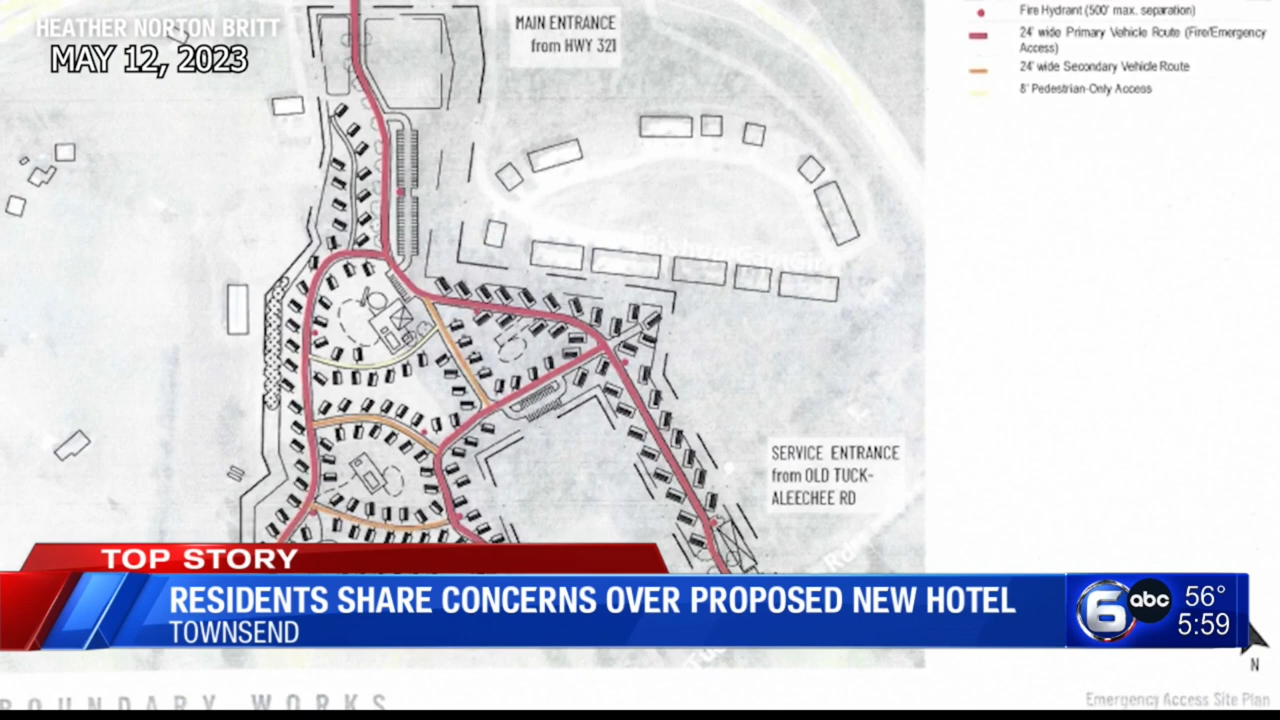 HEATHER NORTON BRITT
MAY 12, 2023
MAIN ENTRANCE
from HWY 321
Fire Hydrant (500' max. separation)
24' wide Primary Vehicle Route (Fire/Emergency
Access)
24' wide Secondary Vehicle Route
8' Pedestrian-Only Access
SERVICE ENTRANCE
from OLD TUCK-
ALEECHEE RD
TOP STORY
RESIDENTS SHARE CONCERNS OVER PROPOSED NEW HOTEL
TOWNSEND
6 abc
56°
5:59
N
BOUNDARY WORKS
Emergency Access Site Plan